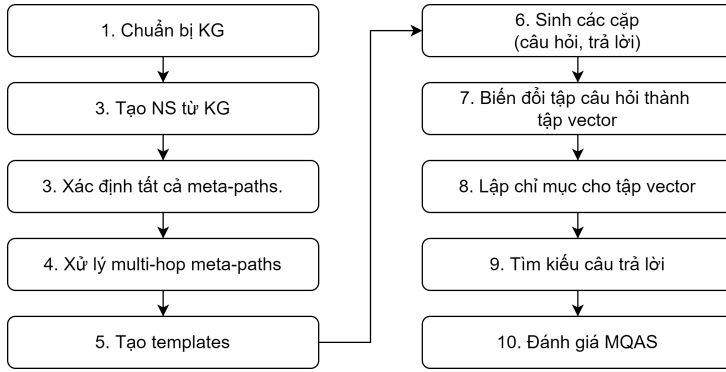 1. Chuẩn bị KG
3. Tạo NS từ KG
3. Xác định tất cả meta-paths.
4. Xử lý multi-hop meta-paths
5. Tạo templates
6. Sinh các cặp
(câu hỏi, trả lời)
7. Biến đổi tập câu hỏi thành
tập vector
8. Lập chỉ mục cho tập vector
9. Tìm kiếu câu trả lời
10. Đánh giá MQAS